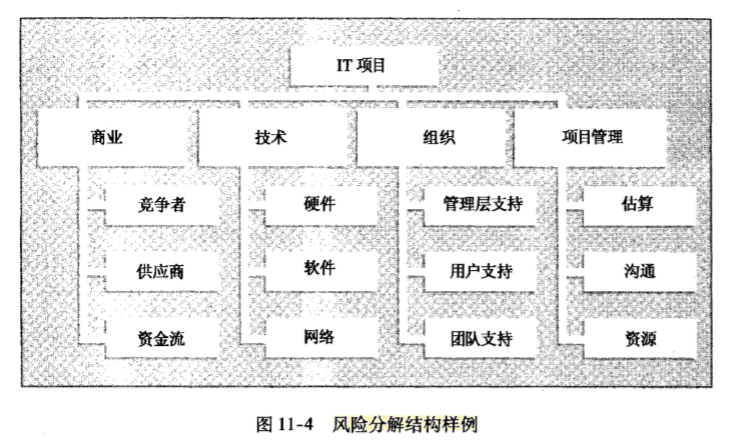 IT 项目
商业 技术 组织 项目管理
竞争者 硬件 管理层支持 估算
供应商 软件 用户支持 沟通
资金流 网络 团队支持 资源
图 11-4 风险分解结构样例